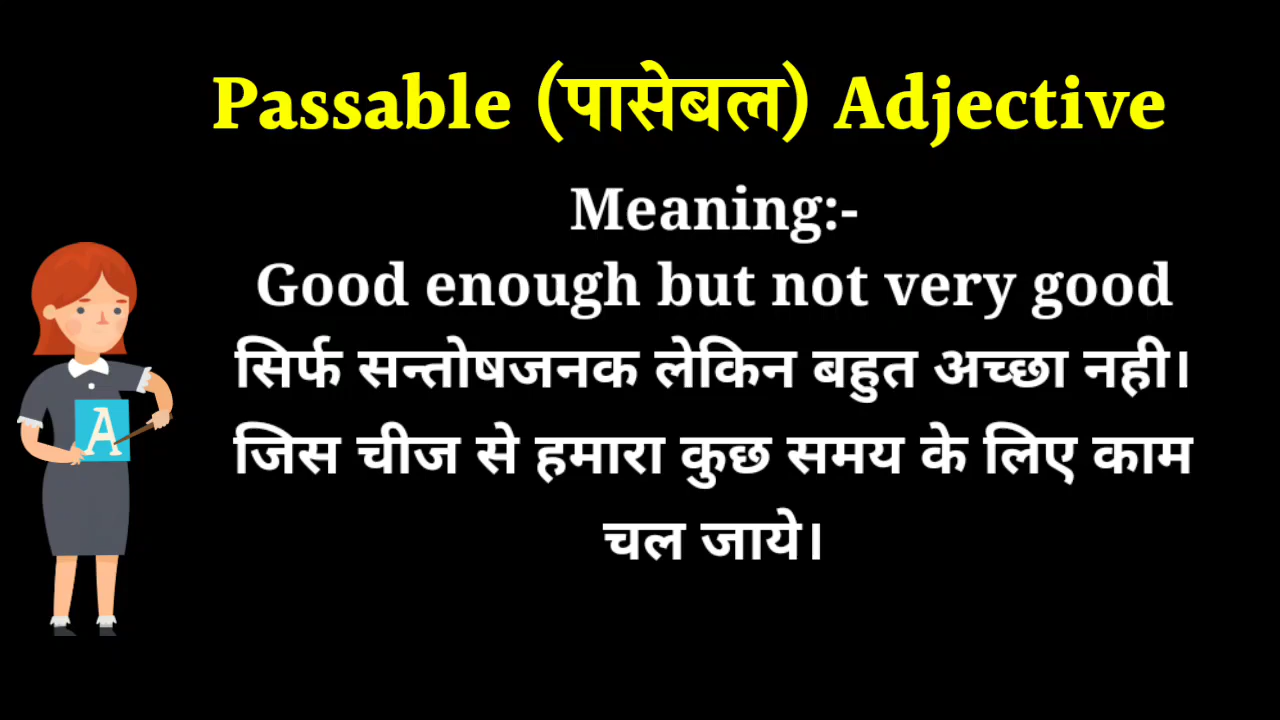 Passable (पासेबल) Adjective
Meaning:-
Good enough but not very good
सिर्फ सन्तोषजनक लेकिन बहुत अच्छा नही।
जिस चीज से हमारा कुछ समय के लिए काम
चल जाये।
A